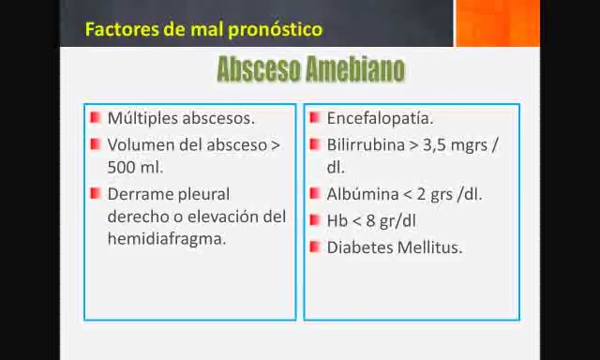 Factores de mal pronóstico
Absceso Amebiano
Múltiples abscesos.
Volumen del absceso >
500 ml.
Derrame pleural
derecho o elevación del
hemidiafragma.
Encefalopatía.
Bilirrubina > 3,5 mgrs /
dl.
Albúmina < 2 grs /dl.
Hb < 8 gr/dl
Diabetes Mellitus.